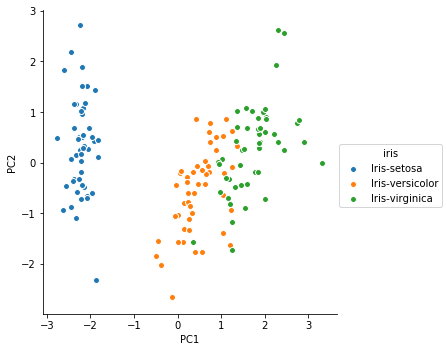 3
2
1
0
−1
−2
PC2
iris
Iris-setosa
Iris-versicolor
Iris-virginica
−3 −2 −1 0 1 2 3
PC1